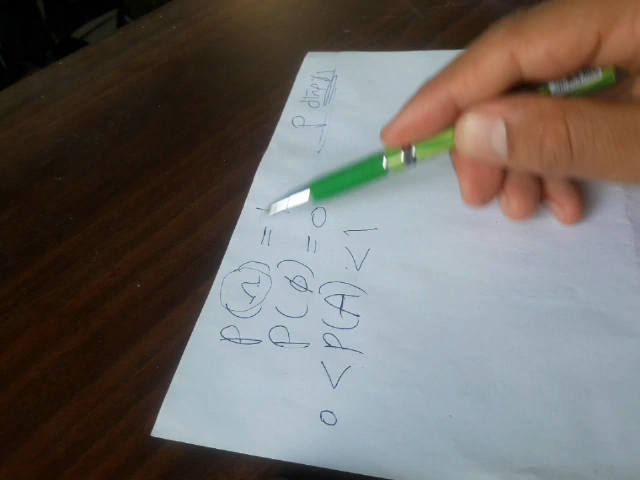 P(Ω) = 1
P(φ) = 0
0 < P(A) < 1